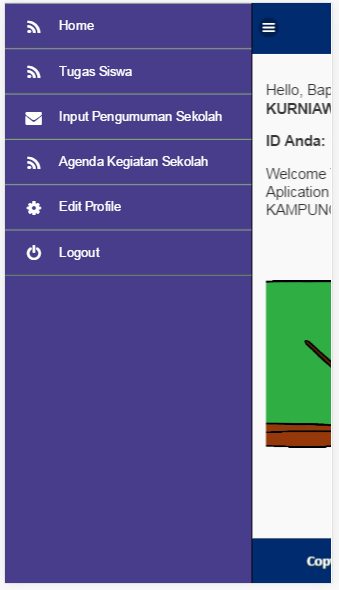 Home
Tugas Siswa
Input Pengumuman Sekolah
Agenda Kegiatan Sekolah
Edit Profile
Logout
Hello, Bap
KURNIAW
ID Anda:
Welcome
Aplication
KAMPUNG
Cop